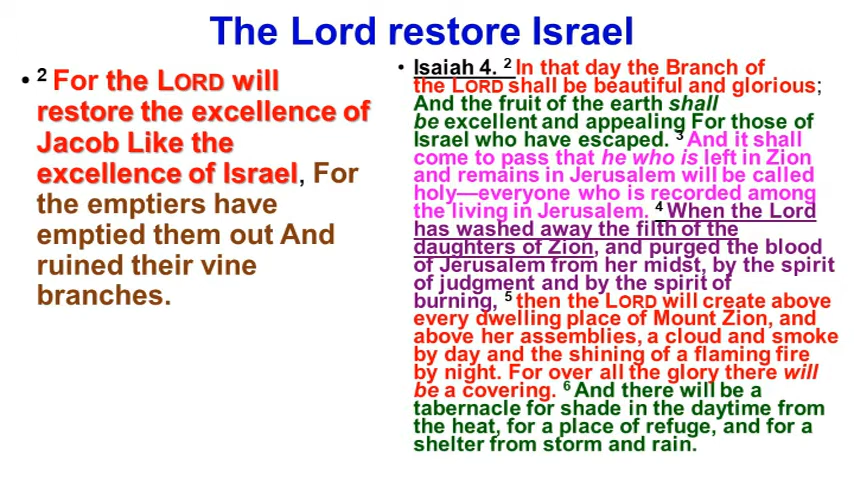 The Lord restore Israel
• 2 For the LORD will
restore the excellence of
Jacob Like the
excellence of Israel, For
the emptiers have
emptied them out And
ruined their vine
branches.
• Isaiah 4. 2 In that day the Branch of
the LORD shall be beautiful and glorious;
And the fruit of the earth shall
be excellent and appealing For those of
Israel who have escaped. 3 And it shall
come to pass that he who is left in Zion
and remains in Jerusalem will be called
holy—everyone who is recorded among
the living in Jerusalem. 4 When the Lord
has washed away the filth of the
daughters of Zion, and purged the blood
of Jerusalem from her midst, by the spirit
of judgment and by the spirit of
burning, 5 then the LORD will create above
every dwelling place of Mount Zion, and
above her assemblies, a cloud and smoke
by day and the shining of a flaming fire
by night. For over all the glory there will
be a covering. 6 And there will be a
tabernacle for shade in the daytime from
the heat, for a place of refuge, and for a
shelter from storm and rain.